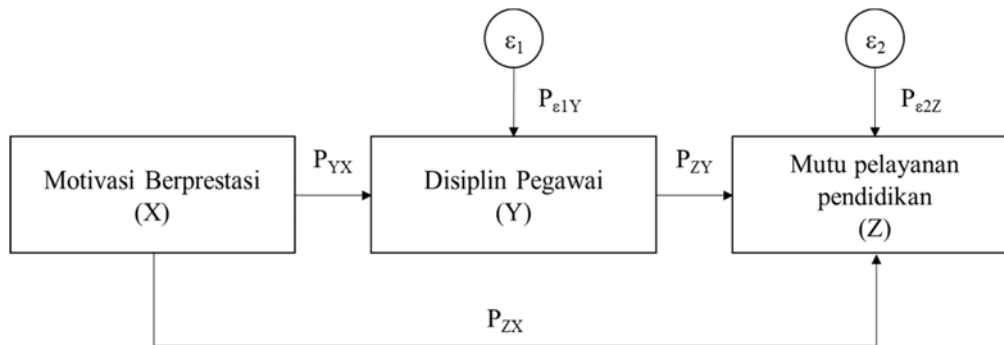 ε1
ε2
Pε1Y
Pε2Z
Motivasi Berprestasi
(X)
PYX
Disiplin Pegawai
(Y)
PZY
Mutu pelayanan
pendidikan
(Z)
PZX